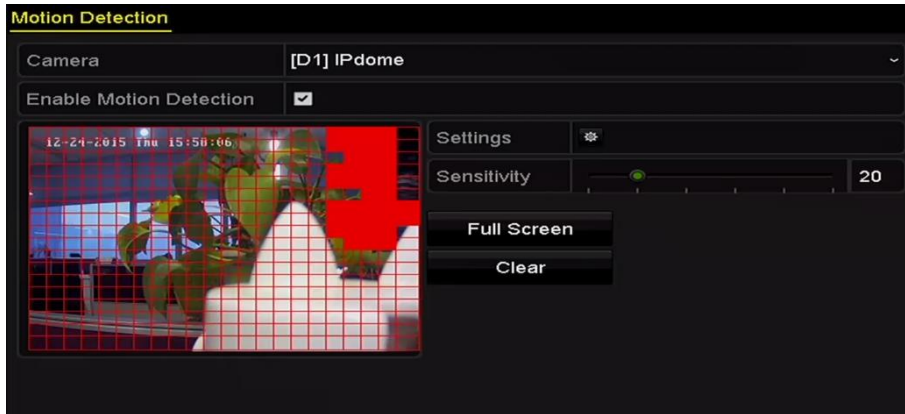 Motion Detection
Camera
[D1] IPdome
Enable Motion Detection
12-24-2015 Thu 15:58:06
Settings
Sensitivity
20
Full Screen
Clear